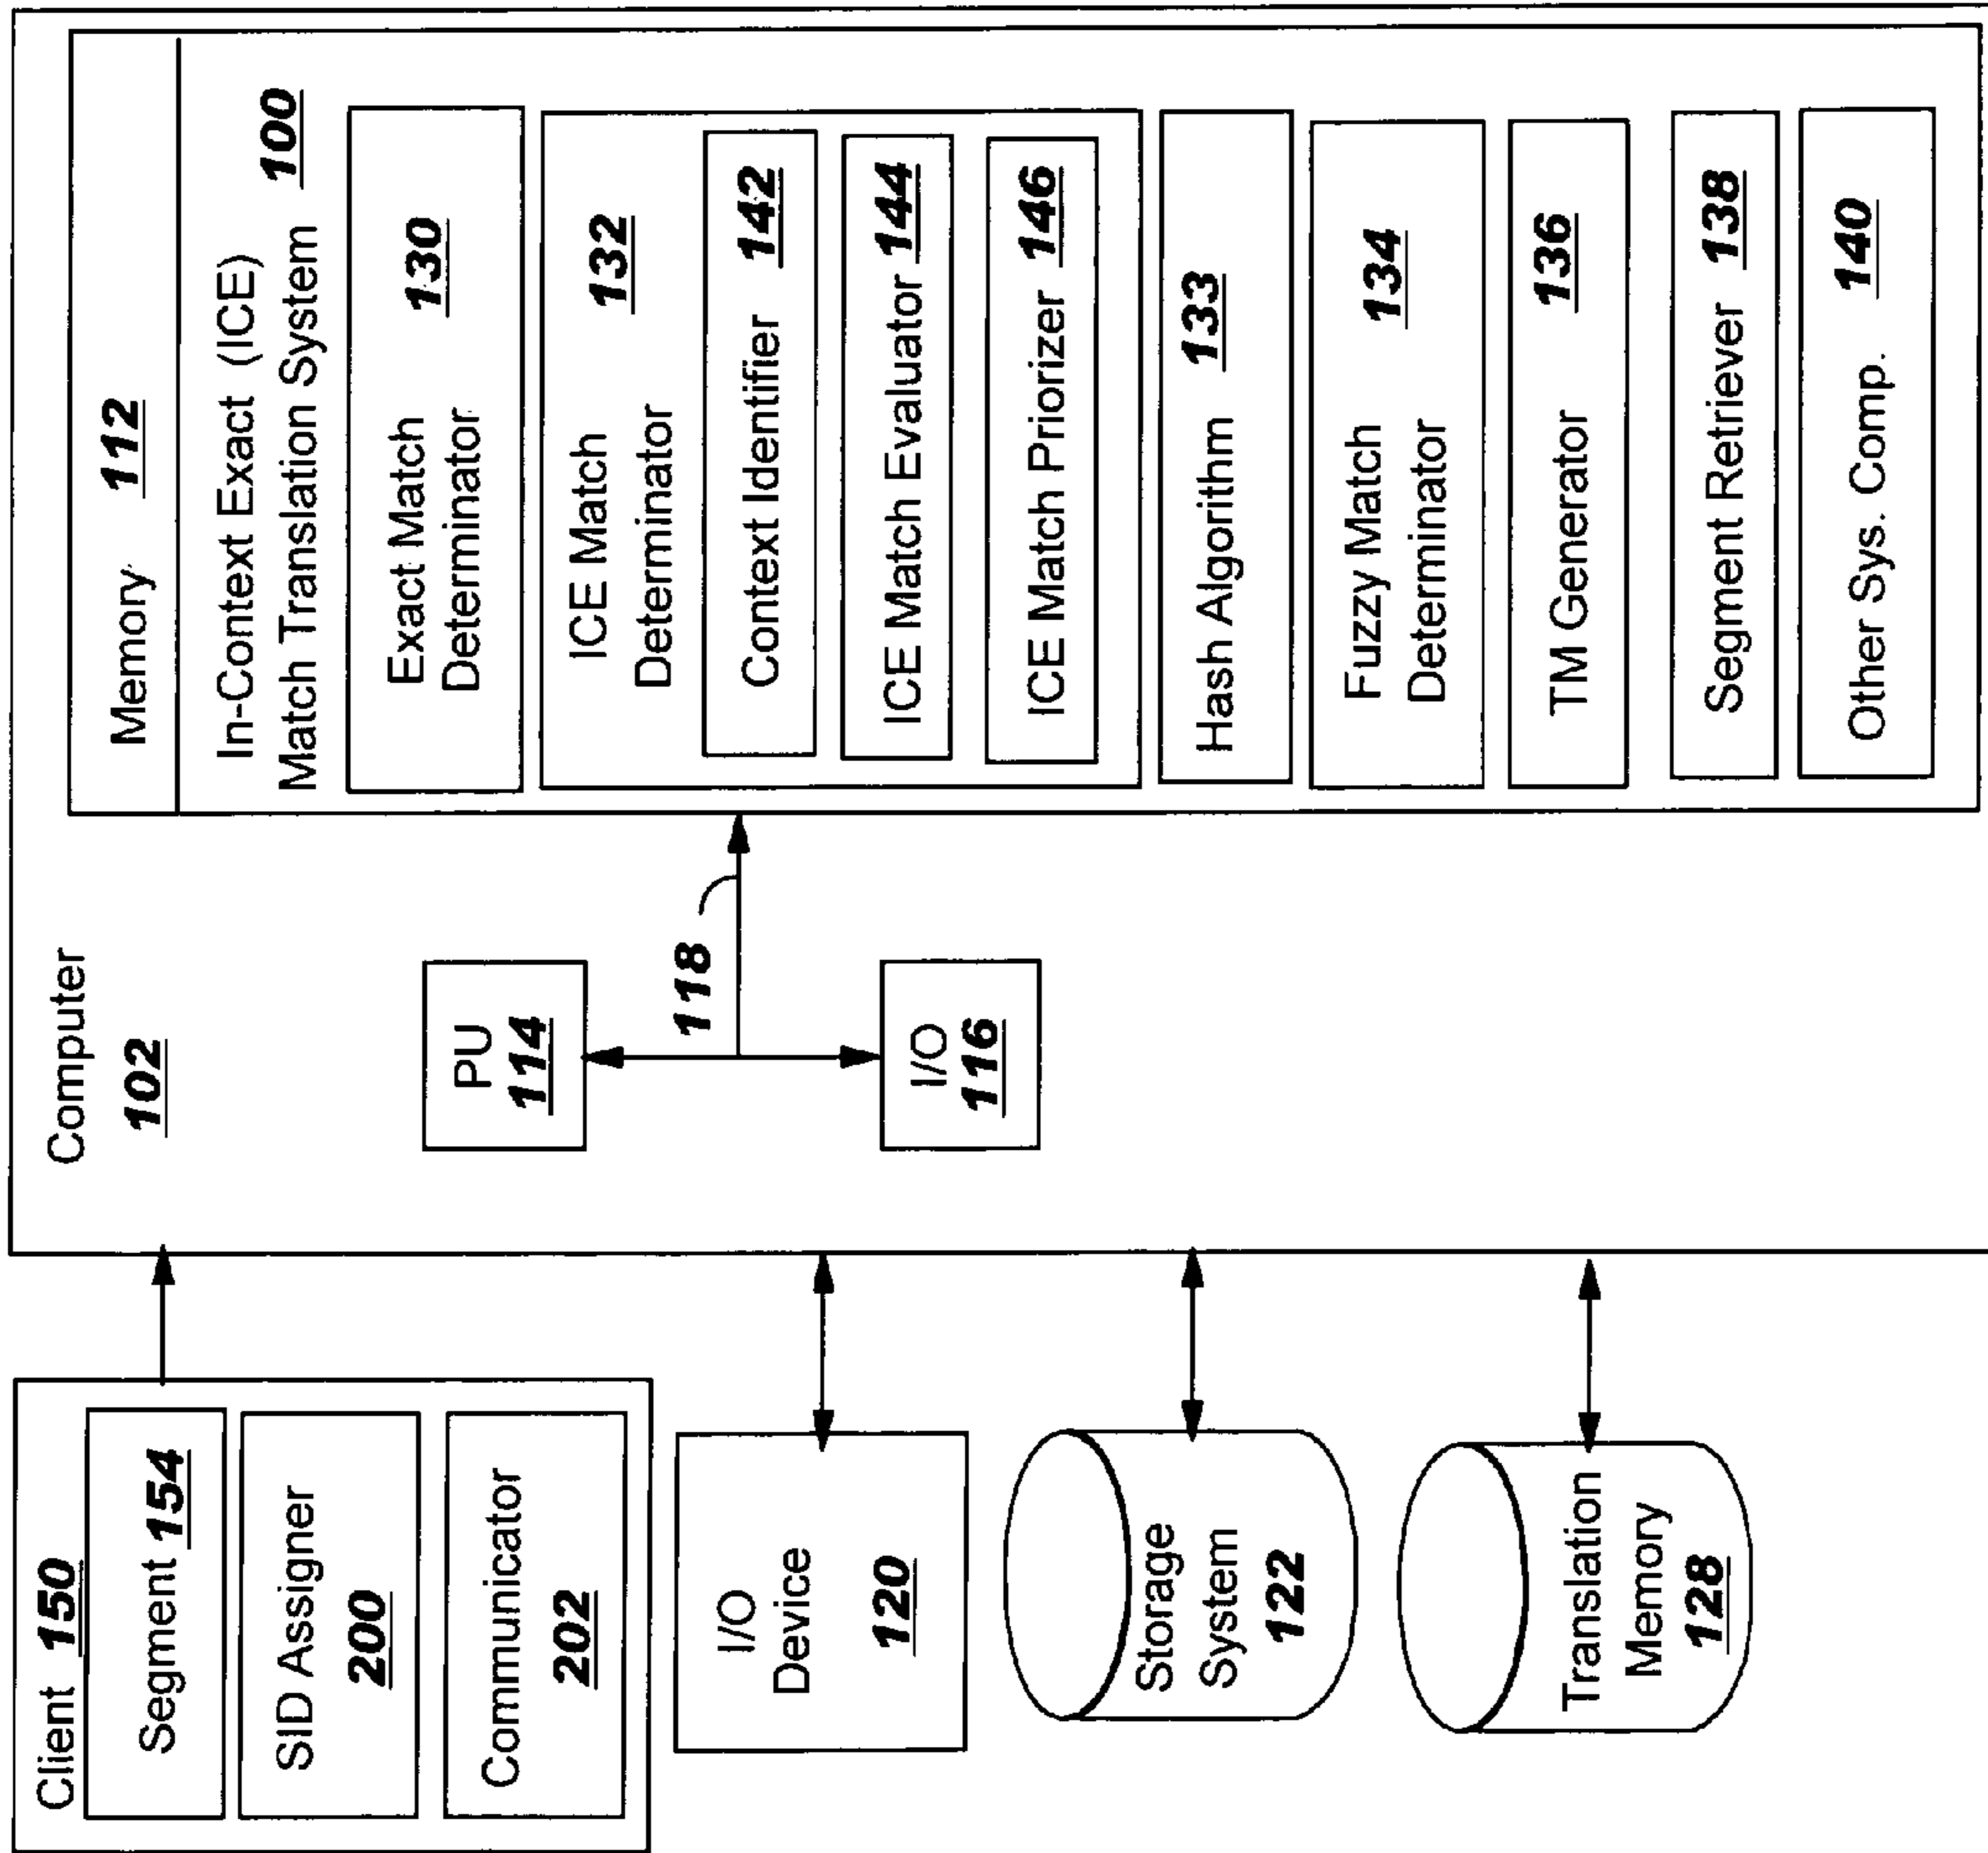 Client 150
Segment 154
SID Assigner
200
Communicator
202
I/O
Device
120
Storage
System
122
Translation
Memory
128
Computer
102
PU
114
118
I/O
116
Memory 112
In-Context Exact (ICE)
Match Translation System 100
Exact Match
Determinator 130
ICE Match
Determinator 132
Context Identifier 142
ICE Match Evaluator 144
ICE Match Priorizer 146
Hash Algorithm 133
Fuzzy Match
Determinator 134
TM Generator 136
Segment Retriever 138
Other Sys. Comp. 140